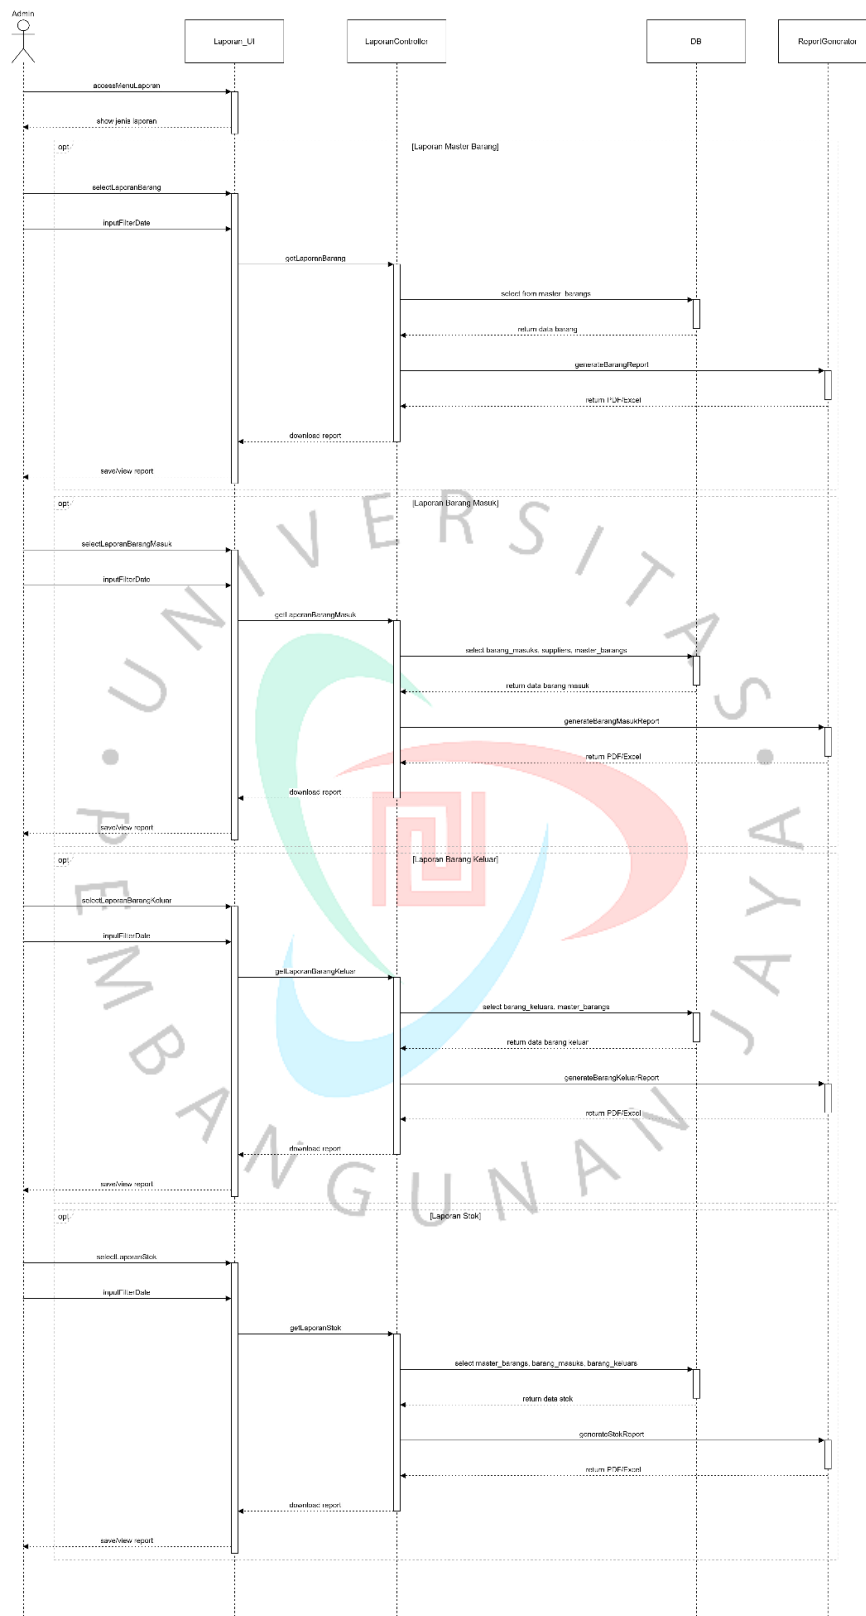 Admin
Laporan_UI
LaporanController
DB
ReportGenerator
accessMenuLaporan
show jenis laporan
opt
[Laporan Master Barang]
selectLaporanBarang
inputFilterDate
getLaporanBarang
select from master_barangs
return data barang
generateBarangReport
return PDF/Excel
download report
save/view report
opt
[Laporan Barang Masuk]
selectLaporanBarangMasuk
inputFilterDate
getLaporanBarangMasuk
select barang_masuks, suppliers, master_barangs
return data barang masuk
generateBarangMasukReport
return PDF/Excel
download report
save/view report
opt
[Laporan Barang Keluar]
selectLaporanBarangKeluar
inputFilterDate
getLaporanBarangKeluar
select barang_keluars, master_barangs
return data barang keluar
generateBarangKeluarReport
return PDF/Excel
download report
save/view report
opt
[Laporan Stok]
selectLaporanStok
inputFilterDate
getLaporanStok
select master_barangs, barang_masuks, barang_keluars
return data stok
generateStokReport
return PDF/Excel
download report
save/view report
UNIVERSITAS
PEMBANGUNAN JAYA